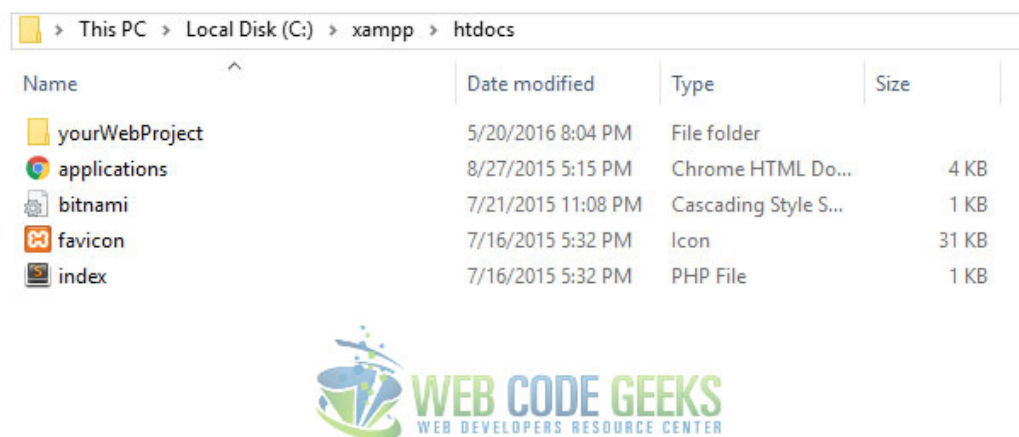 This PC > Local Disk (C:) > xampp > htdocs
Name Date modified Type Size
yourWebProject 5/20/2016 8:04 PM File folder
applications 8/27/2015 5:15 PM Chrome HTML Do... 4 KB
bitnami 7/21/2015 11:08 PM Cascading Style S... 1 KB
favicon 7/16/2015 5:32 PM Icon 31 KB
index 7/16/2015 5:32 PM PHP File 1 KB
WEB CODE GEEKS
WEB DEVELOPERS RESOURCE CENTER